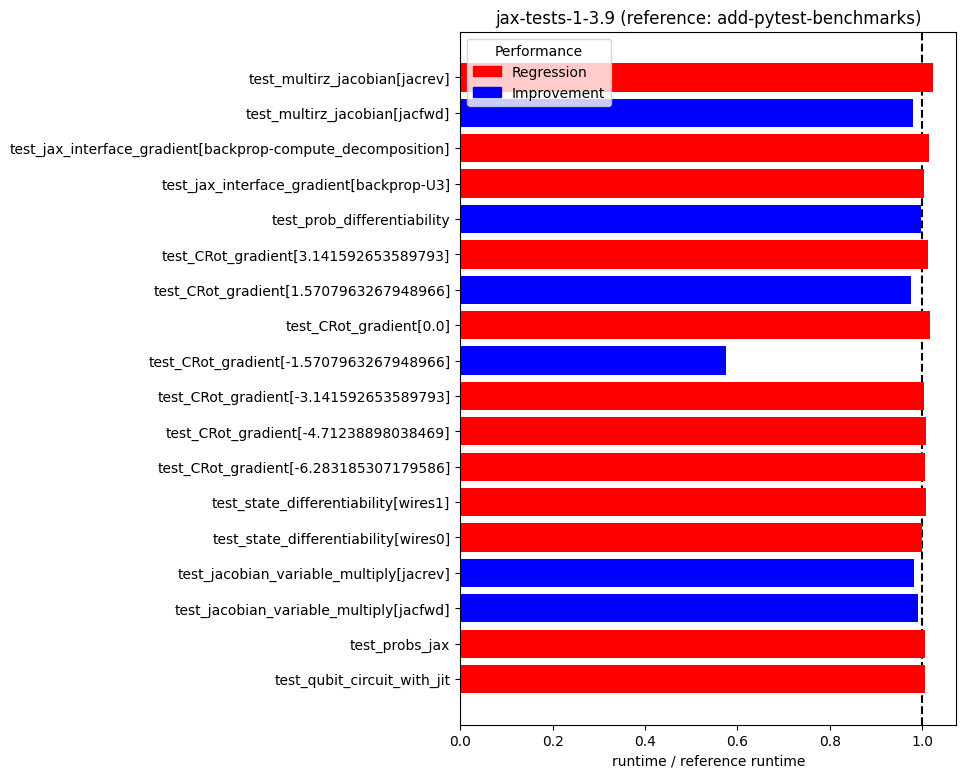 jax-tests-1-3.9 (reference: add-pytest-benchmarks)
Performance
Regression
Improvement
test_multirz_jacobian[jacrev]
test_multirz_jacobian[jacfwd]
test_jax_interface_gradient[backprop-compute_decomposition]
test_jax_interface_gradient[backprop-U3]
test_prob_differentiability
test_CRot_gradient[3.141592653589793]
test_CRot_gradient[1.5707963267948966]
test_CRot_gradient[0.0]
test_CRot_gradient[-1.5707963267948966]
test_CRot_gradient[-3.141592653589793]
test_CRot_gradient[-4.71238898038469]
test_CRot_gradient[-6.283185307179586]
test_state_differentiability[wires1]
test_state_differentiability[wires0]
test_jacobian_variable_multiply[jacrev]
test_jacobian_variable_multiply[jacfwd]
test_probs_jax
test_qubit_circuit_with_jit
0.0 0.2 0.4 0.6 0.8 1.0
runtime / reference runtime